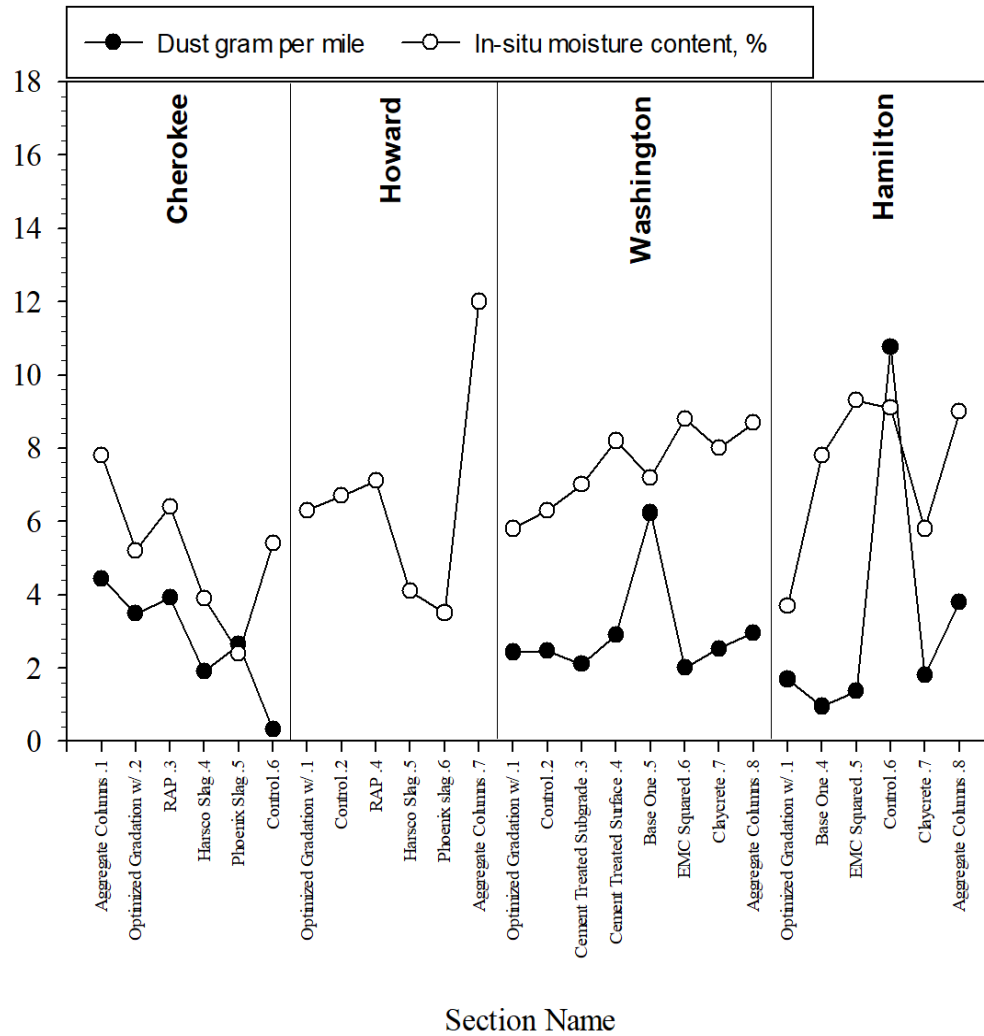 Dust gram per mile
In-situ moisture content, %
18
16
14
12
10
8
6
4
2
0
Cherokee
Howard
Washington
Hamilton
Aggregate Columns .1
Optimized Gradation w/ .2
RAP .3
Harsco Slag .4
Phoenix Slag .5
Control .6
Optimized Gradation w/ .1
Control .2
RAP .4
Harsco Slag .5
Phoenix slag .6
Aggregate Columns .7
Optimized Gradation w/ .1
Control .2
Cement Treated Subgrade .3
Cement Treated Surface .4
Base One .5
EMC Squared .6
Claycrete .7
Aggregate Columns .8
Optimized Gradation w/ .1
Base One .4
EMC Squared .5
Control .6
Claycrete .7
Aggregate Columns .8
Section Name